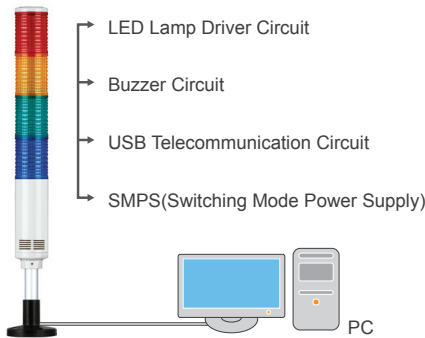 LED Lamp Driver Circuit
Buzzer Circuit
USB Telecommunication Circuit
SMPS(Switching Mode Power Supply)
PC